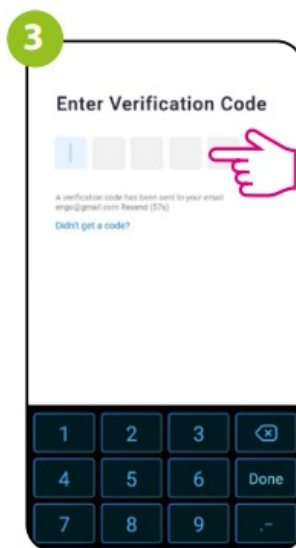 3
Enter Verification Code
A verification code has been sent to your email
engo@gmail.com Resend (57s)
Didn't get a code?
1 2 3
4 5 6 Done
7 8 9 .-